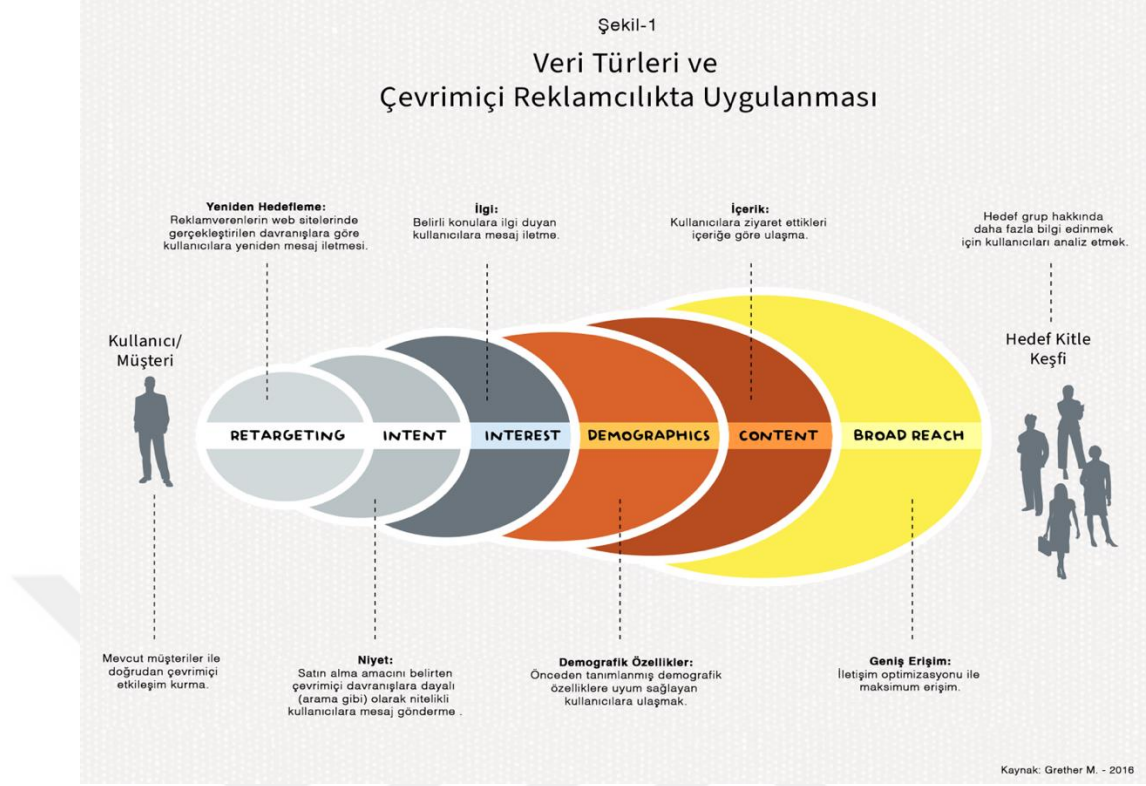 Şekil-1
Veri Türleri ve
Çevrimiçi Reklamcılıkta Uygulanması
Yeniden Hedefleme:
Reklamverenlerin web sitelerinde
gerçekleştirilen davranışlara göre
kullanıcılara yeniden mesaj iletmesi.
İlgi:
Belirli konulara ilgi duyan
kullanıcılara mesaj iletme.
İçerik:
Kullanıcılara ziyaret ettikleri
içeriğe göre ulaşma.
Hedef grup hakkında
daha fazla bilgi edinmek
için kullanıcıları analiz etmek.
Kullanıcı/
Müşteri
Hedef Kitle
Keşfi
RETARGETING
INTENT
INTEREST
DEMOGRAPHICS
CONTENT
BROAD REACH
Mevcut müşteriler ile
doğrudan çevrimiçi
etkileşim kurma.
Niyet:
Satın alma amacını belirten
çevrimiçi davranışlara dayalı
(arama gibi) olarak nitelikli
kullanıcılara mesaj gönderme .
Demografik Özellikler:
Önceden tanımlanmış demografik
özelliklere uyum sağlayan
kullanıcılara ulaşmak.
Geniş Erişim:
İletişim optimizasyonu ile
maksimum erişim.
Kaynak: Grether M. - 2016